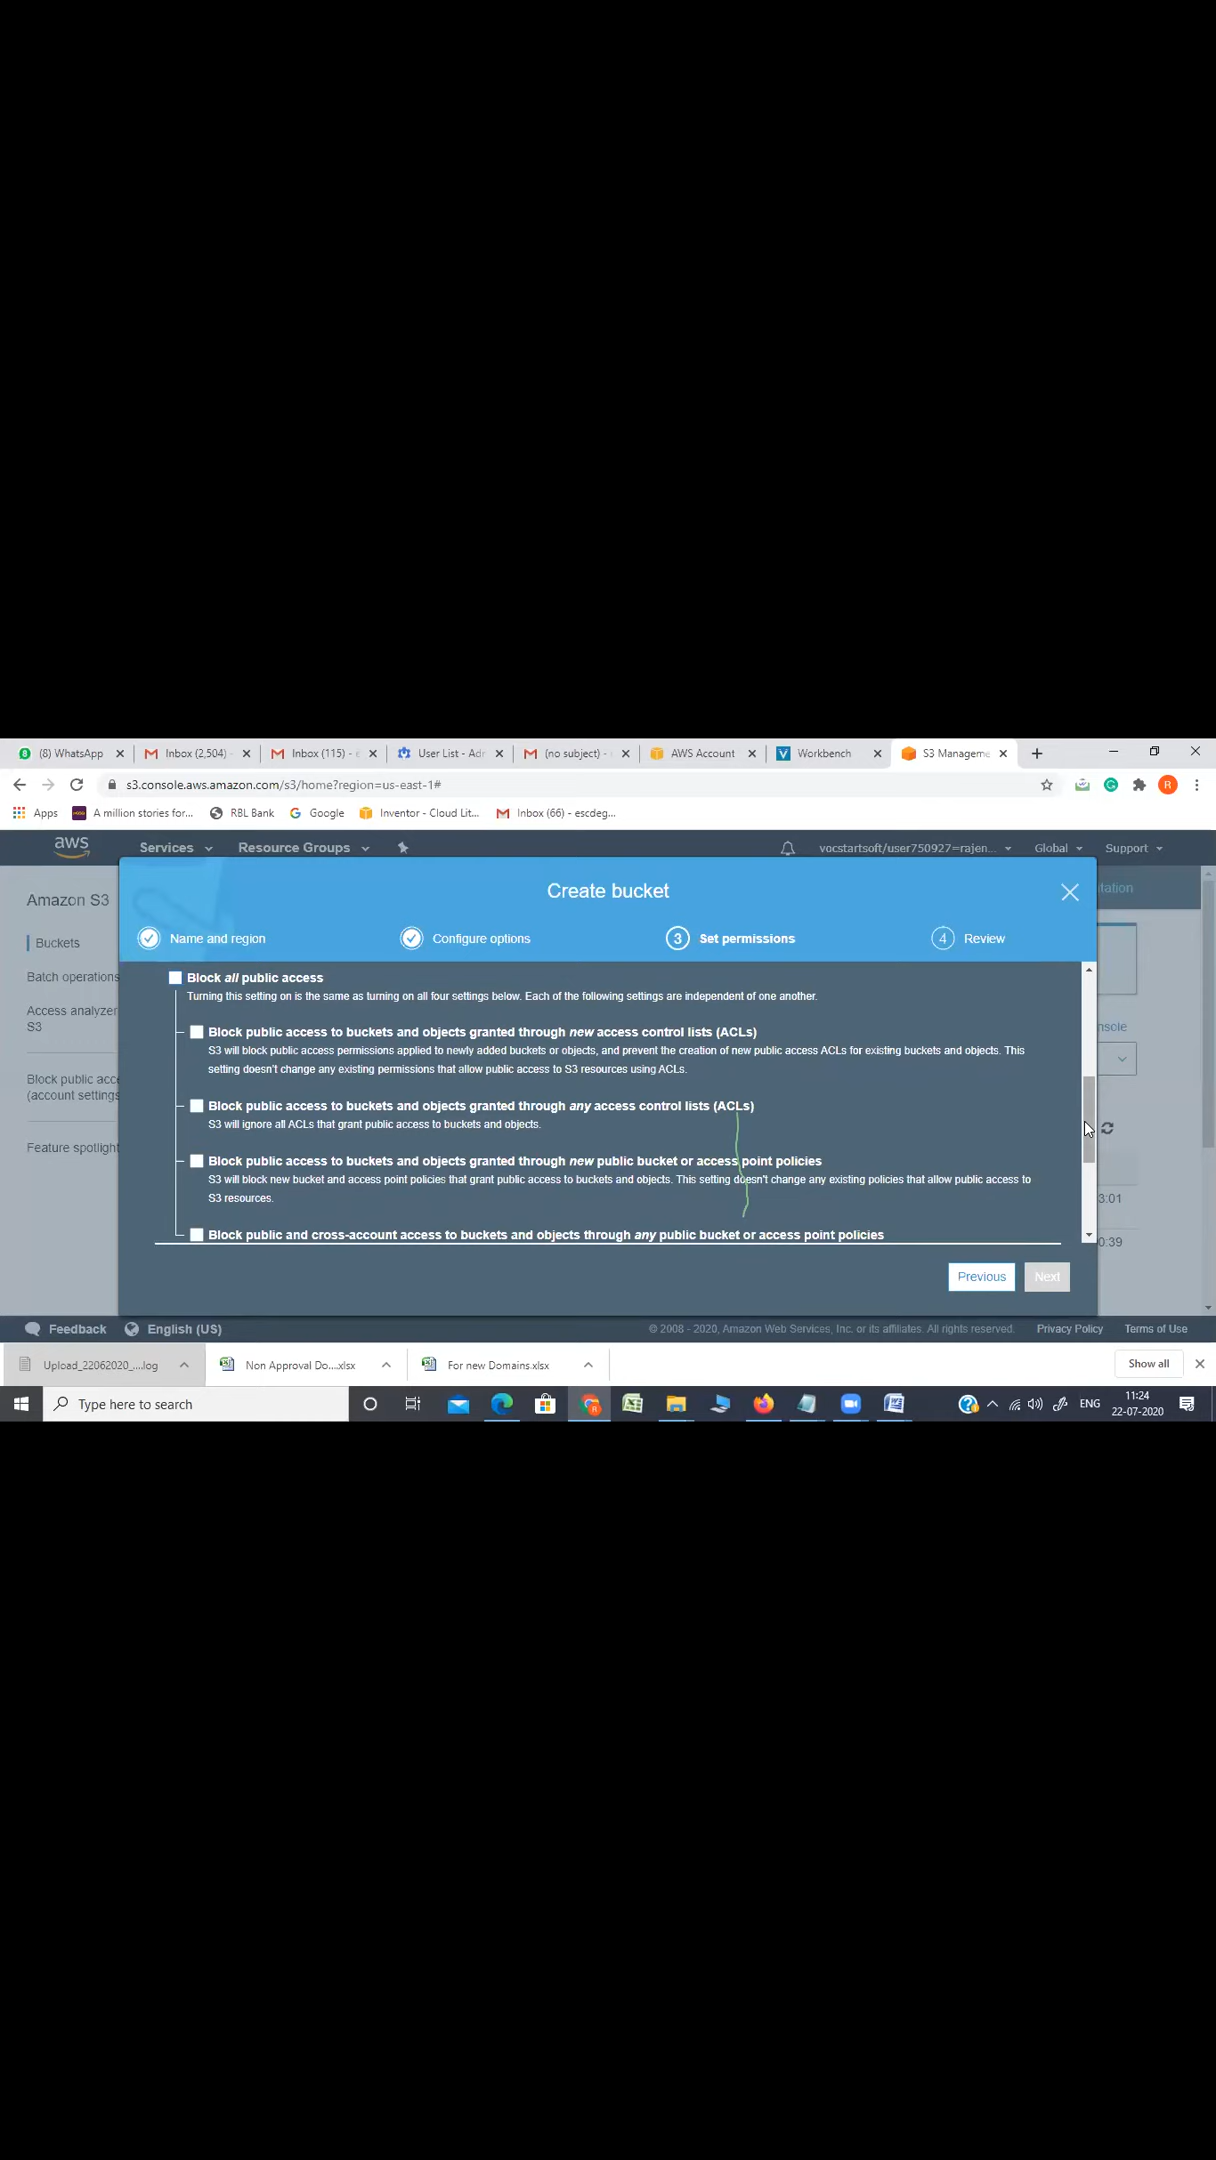 (8) WhatsApp
Inbox (2,504) -
Inbox (115) - e
User List - Adm
(no subject) -
AWS Account
Workbench
S3 Manageme
s3.console.aws.amazon.com/s3/home?region=us-east-1#
R
Apps
A million stories for...
RBL Bank
Google
Inventor - Cloud Lit...
Inbox (66) - escdeg...
aws
Services
Resource Groups
vocstartsoft/user750927=rajen...
Global
Support
Create bucket
Amazon S3
Buckets
Batch operations
Access analyzer
S3
Block public acce
(account settings
Feature spotlight
tation
nsole
3:01
0:39
Name and region
Configure options
3 Set permissions
4 Review
Block all public access
Turning this setting on is the same as turning on all four settings below. Each of the following settings are independent of one another.
Block public access to buckets and objects granted through new access control lists (ACLs)
S3 will block public access permissions applied to newly added buckets or objects, and prevent the creation of new public access ACLs for existing buckets and objects. This
setting doesn't change any existing permissions that allow public access to S3 resources using ACLs.
Block public access to buckets and objects granted through any access control lists (ACLs)
S3 will ignore all ACLs that grant public access to buckets and objects.
Block public access to buckets and objects granted through new public bucket or access point policies
S3 will block new bucket and access point policies that grant public access to buckets and objects. This setting doesn't change any existing policies that allow public access to
S3 resources.
Block public and cross-account access to buckets and objects through any public bucket or access point policies
Previous
Next
Feedback
English (US)
© 2008 - 2020, Amazon Web Services, Inc. or its affiliates. All rights reserved.
Privacy Policy
Terms of Use
Upload_22062020_....log
Non Approval Do....xlsx
For new Domains.xlsx
Show all
Type here to search
ENG
11:24
22-07-2020